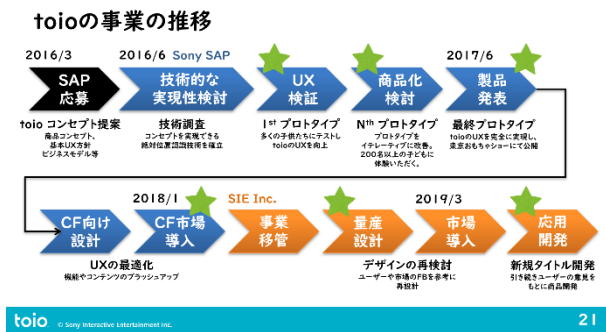 toioの事業の推移
2016/3
2016/6 Sony SAP
2017/6
SAP
応募
技術的な
実現性検討
UX
検証
商品化
検討
製品
発表
toio コンセプト提案
商品コンセプト、
基本UX方針
ビジネスモデル等
技術調査
コンセプトを実現できる
絶対位置認識技術を確立
1st プロトタイプ
多くの子供たちにテストし
toioのUXを向上
Nth プロトタイプ
プロトタイプを
イテレーティブに改善。
200名以上の子どもに
体験いただく。
最終プロトタイプ
toioのUXを完全に実現し、
東京おもちゃショーにて公開
2018/1
SIE Inc.
2019/3
CF向け
設計
CF市場
導入
事業
移管
量産
設計
市場
導入
応用
開発
UXの最適化
機能やコンテンツのブラッシュアップ
デザインの再検討
ユーザーや市場のFBを参考に
再設計
新規タイトル開発
引き続きユーザーの意見を
もとに商品開発
toio © Sony Interactive Entertainment Inc.
21